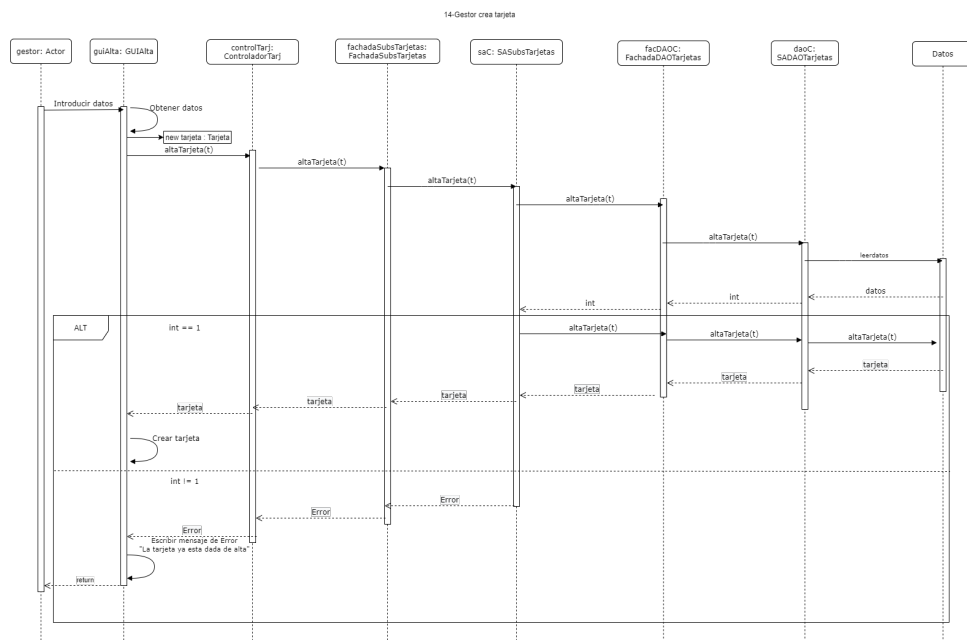 14-Gestor crea tarjeta
gestor: Actor
guiAlta: GUIAlta
controlTarj:
ControladorTarj
fachadaSubsTarjetas:
FachadaSubsTarjetas
saC: SASubsTarjetas
facDAOC:
FachadaDAOTarjetas
daoC:
SADAOTarjetas
Datos
Introducir datos
Obtener datos
new tarjeta : Tarjeta
altaTarjeta(t)
altaTarjeta(t)
altaTarjeta(t)
altaTarjeta(t)
altaTarjeta(t)
leerdatos
datos
int
int
ALT
int == 1
altaTarjeta(t)
altaTarjeta(t)
altaTarjeta(t)
tarjeta
tarjeta
tarjeta
tarjeta
tarjeta
tarjeta
Crear tarjeta
int != 1
Error
Error
Error
Escribir mensaje de Error
"La tarjeta ya esta dada de alta"
return